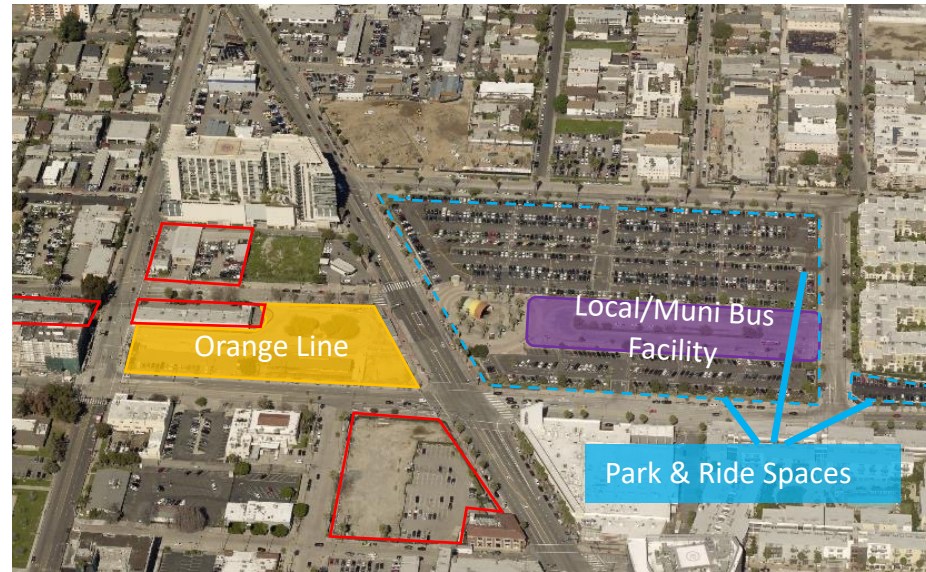 Local/Muni Bus
Facility
Orange Line
Park & Ride Spaces